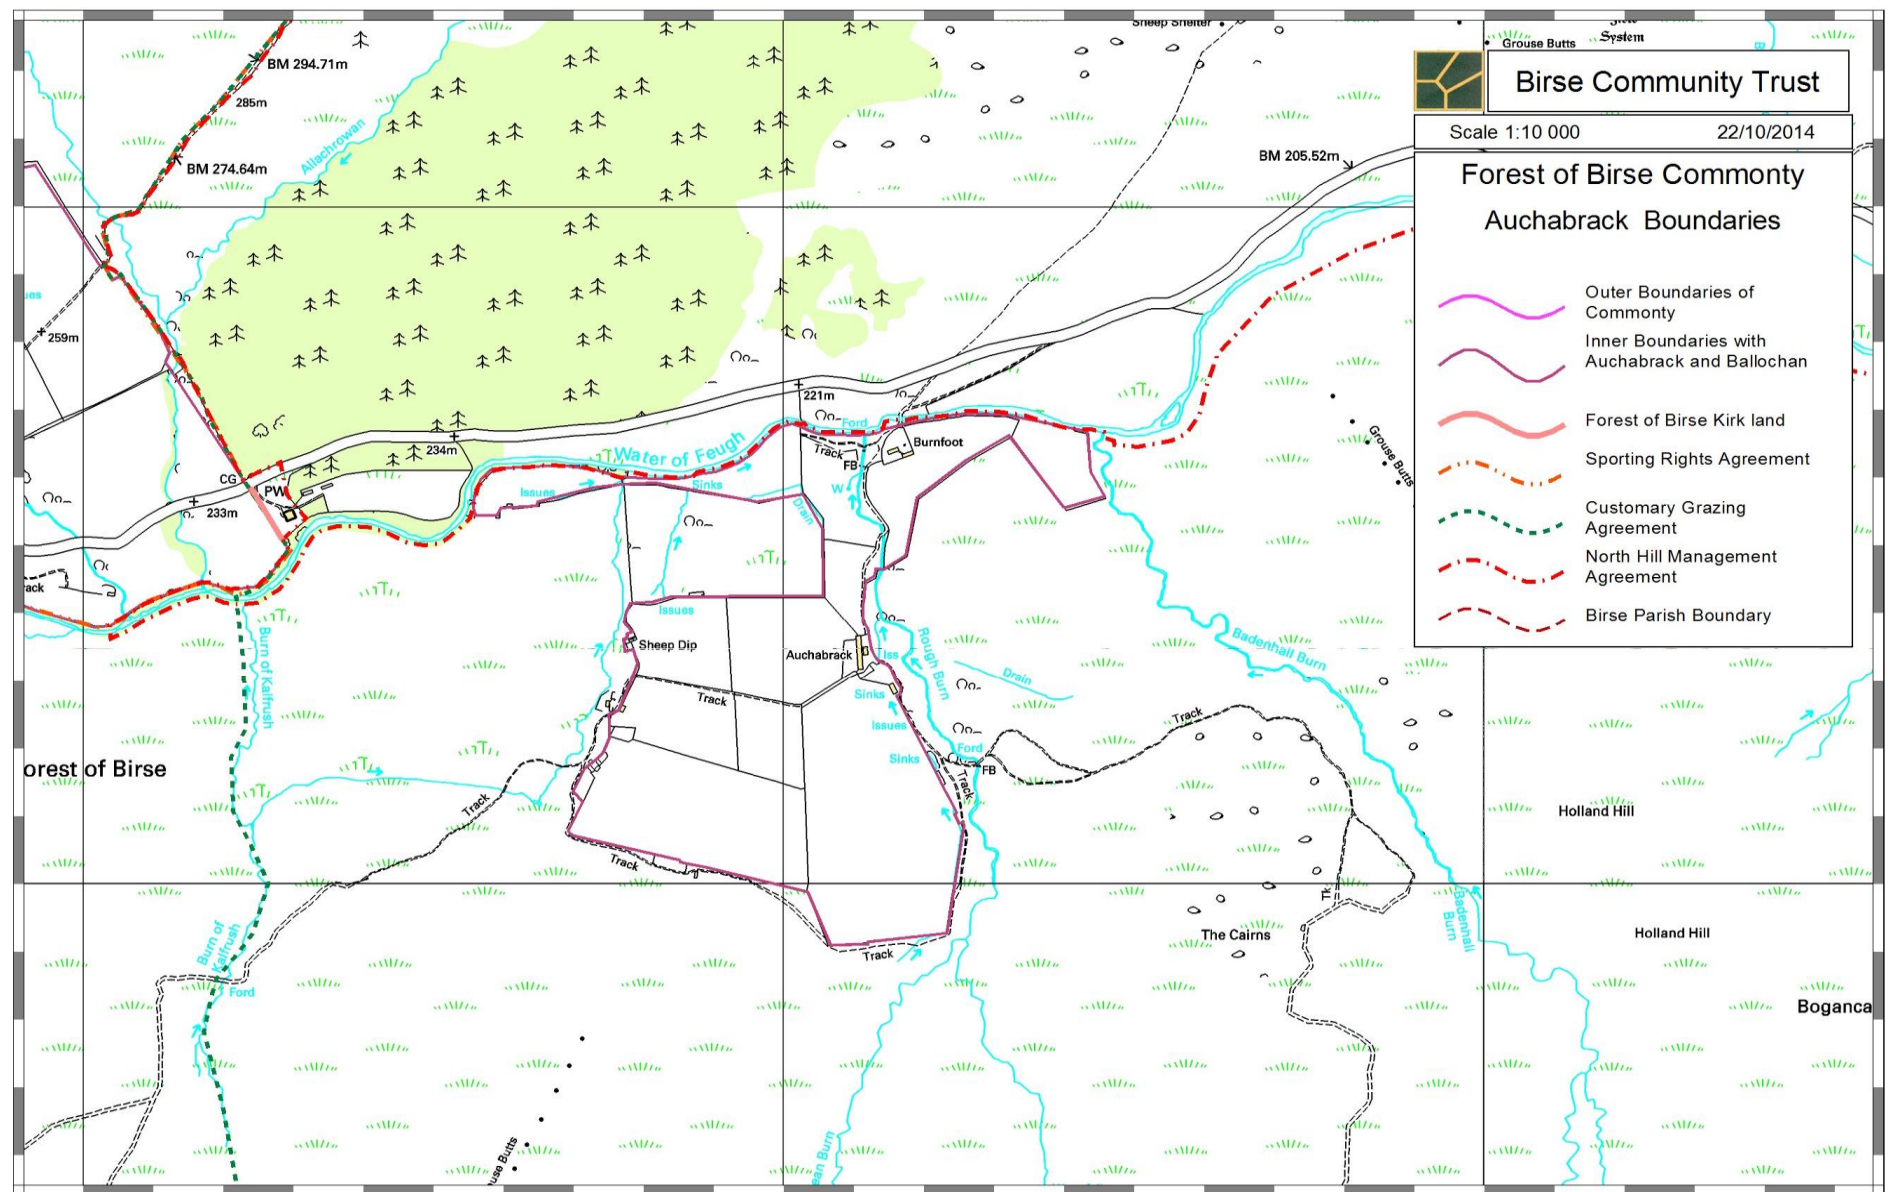 Sheep Shelter
Grouse Butts
System
BM 294.71m
285m
Allachrowan
BM 274.64m
BM 205.52m
Birse Community Trust
Scale 1:10 000
22/10/2014
Forest of Birse Commonty
Auchabrack Boundaries
Outer Boundaries of
Commonty
Inner Boundaries with
Auchabrack and Ballochan
Forest of Birse Kirk land
Sporting Rights Agreement
Customary Grazing
Agreement
North Hill Management
Agreement
Birse Parish Boundary
259m
221m
234m
Water of Feugh
Ford
Track
FB
Burnfoot
Grouse Butts
CG
PW
233m
Issues
Sinks
Drain
W
Issues
Sheep Dip
Auchabrack
Iss
Rough Burn
Drain
Badenhall Burn
Burn of Kalfrush
Track
Sinks
Issues
Track
Ford
FB
Sinks
Track
orest of Birse
Track
Track
Holland Hill
Tk
The Cairns
Badenhall
Burn
Holland Hill
Burn of
Kalfrush
Ford
Track
Boganca
use Butts
ean Burn